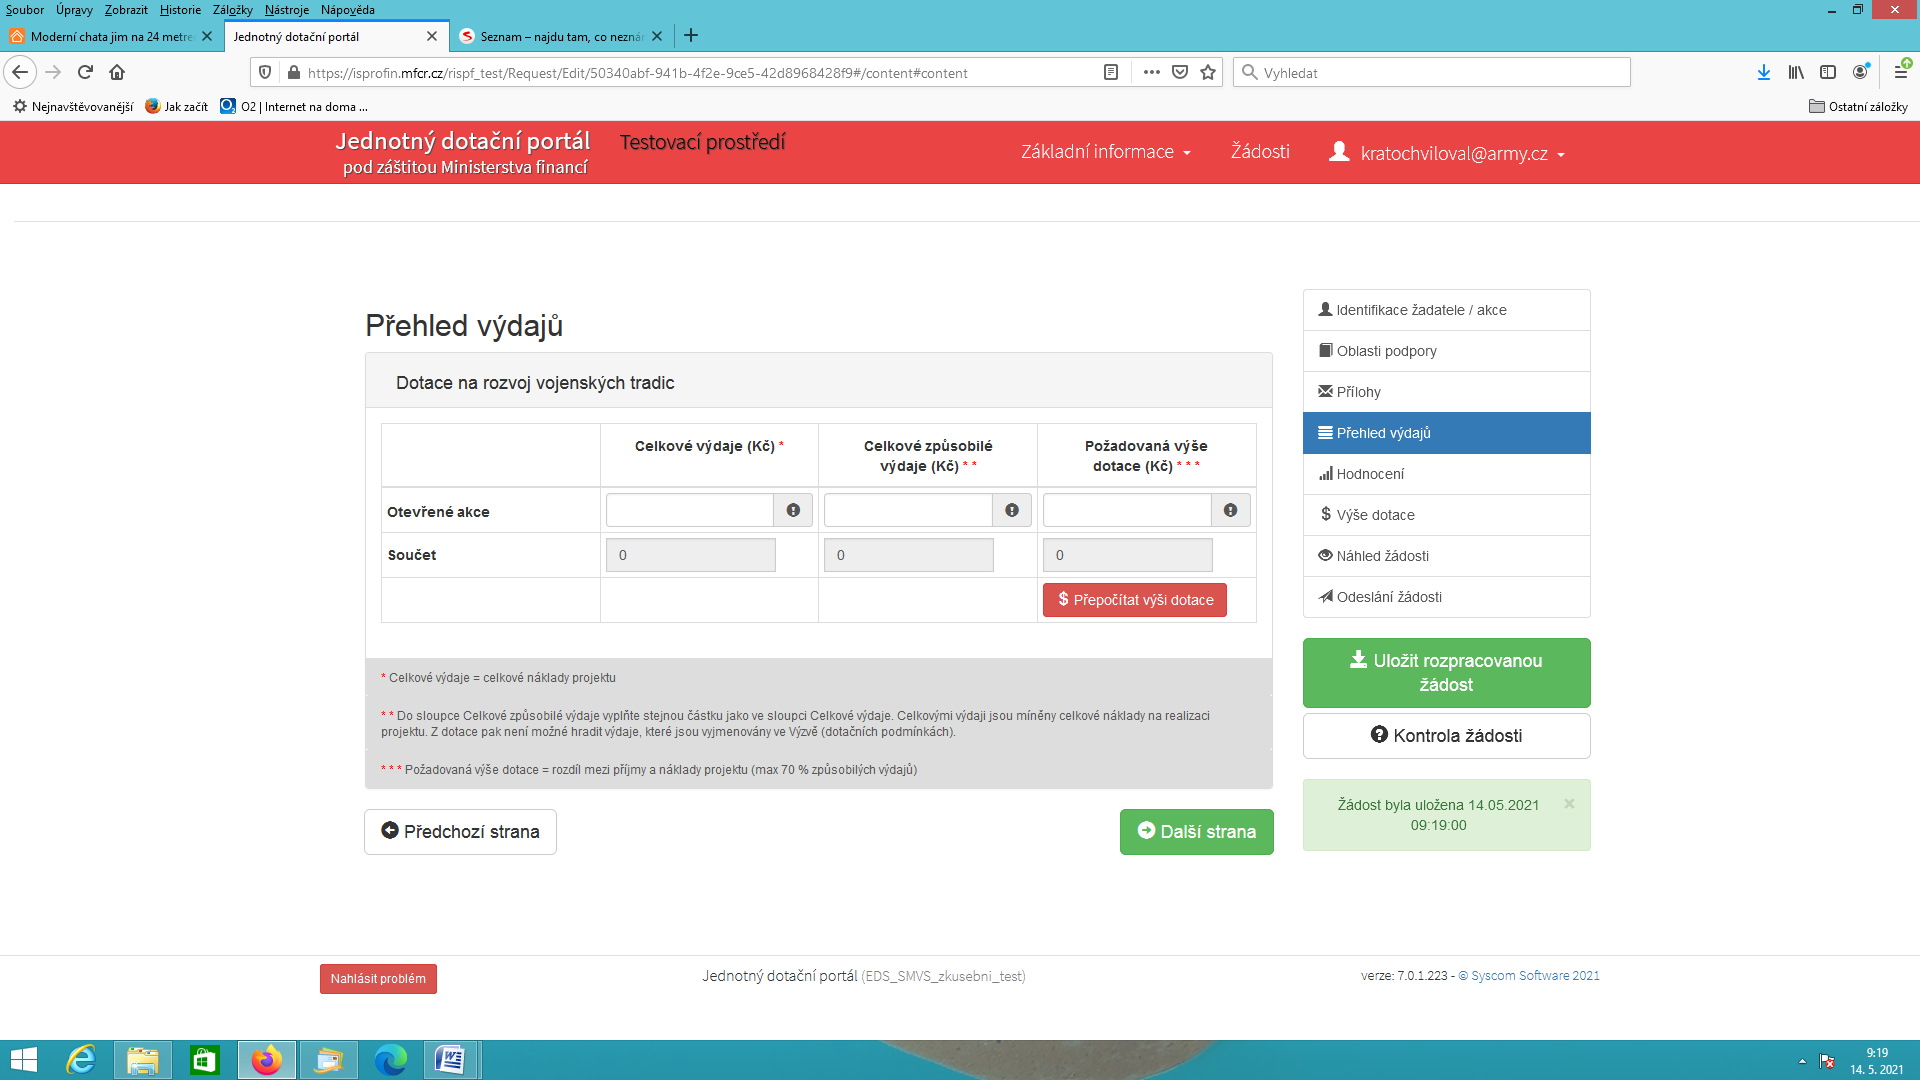 Soubor Úpravy Zobrazit Historie Záložky Nástroje Nápověda
Moderní chata jim na 24 metre
Jednotný dotační portál
Seznam – najdu tam, co neznám
https://isprofin.mfcr.cz/rispf_test/Request/Edit/50340abf-941b-4f2e-9ce5-42d8968428f9#/content#content
Vyhledat
Nejnavštěvovanější Jak začít O2 | Internet na doma ...
Ostatní záložky
Jednotný dotační portál
pod záštitou Ministerstva financí
Testovací prostředí
Základní informace
Žádosti
kratochviloval@army.cz
Přehled výdajů
Dotace na rozvoj vojenských tradic
Celkové výdaje (Kč) *
Celkové způsobilé
výdaje (Kč) * *
Požadovaná výše
dotace (Kč) * * *
Otevřené akce
Součet 0 0 0
$ Přepočítat výši dotace
* Celkové výdaje = celkové náklady projektu
* * Do sloupce Celkové způsobilé výdaje vyplňte stejnou částku jako ve sloupci Celkové výdaje. Celkovými výdaji jsou míněny celkové náklady na realizaci
projektu. Z dotace pak není možné hradit výdaje, které jsou vyjmenovány ve Výzvě (dotačních podmínkách).
* * * Požadovaná výše dotace = rozdíl mezi příjmy a náklady projektu (max 70 % způsobilých výdajů)
Předchozí strana
Další strana
Identifikace žadatele / akce
Oblasti podpory
Přílohy
Přehled výdajů
Hodnocení
$ Výše dotace
Náhled žádosti
Odeslání žádosti
Uložit rozpracovanou
žádost
Kontrola žádosti
Žádost byla uložena 14.05.2021
09:19:00
×
Nahlásit problém
Jednotný dotační portál (EDS_SMVS_zkusebni_test)
verze: 7.0.1.223 - © Syscom Software 2021
9:19
14. 5. 2021